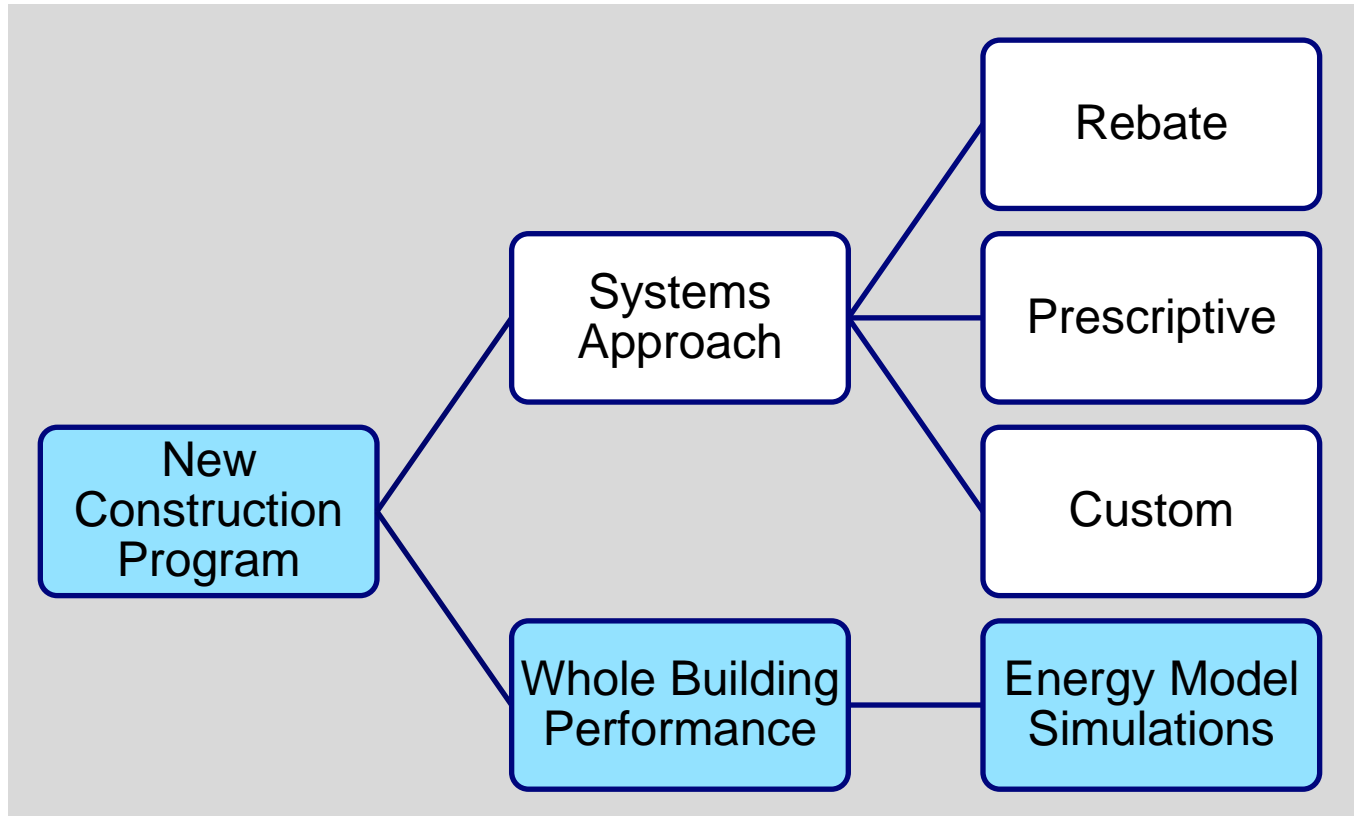 Rebate
Systems
Approach
Prescriptive
New
Construction
Program
Custom
Whole Building
Performance
Energy Model
Simulations